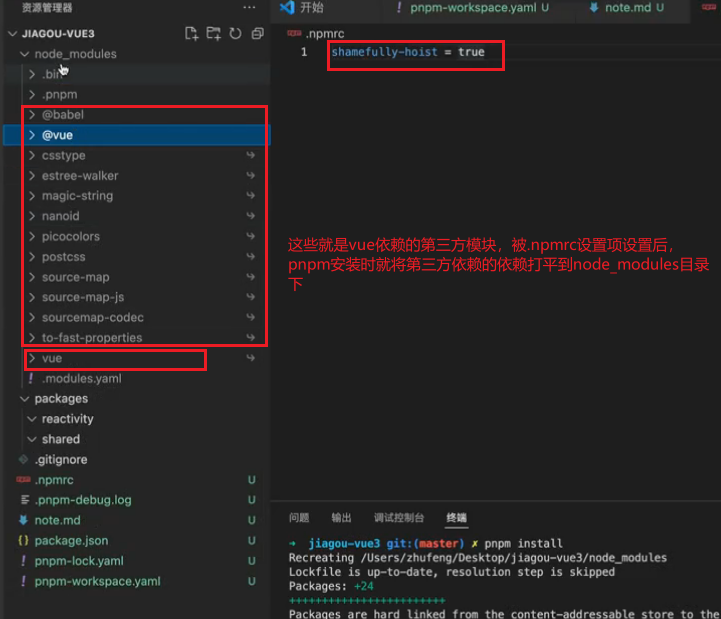 资源管理器
开始
pnpm-workspace.yaml U
note.md U
JIAGOU-VUE3
.npmrc
node_modules
1 shamefully-hoist = true
.bin
.pnpm
@babel
@vue
csstype
estree-walker
magic-string
nanoid
picocolors
postcss
source-map
source-map-js
sourcemap-codec
to-fast-properties
vue
.modules.yaml
packages
reactivity
shared
.gitignore
.npmrc U
.pnpm-debug.log U
note.md U
package.json U
pnpm-lock.yaml U
pnpm-workspace.yaml U
这些就是vue依赖的第三方模块，被.npmrc设置项设置后，
pnpm安装时就将第三方依赖的依赖打平到node_modules目录
下
问题 输出 调试控制台 终端
→ jiagou-vue3 git:(master) ✗ pnpm install
Recreating /Users/zhufeng/Desktop/jiagou-vue3/node_modules
Lockfile is up-to-date, resolution step is skipped
Packages: +24
++++++++++++++++++++++++
Packages are hard linked from the content-addressable store to the